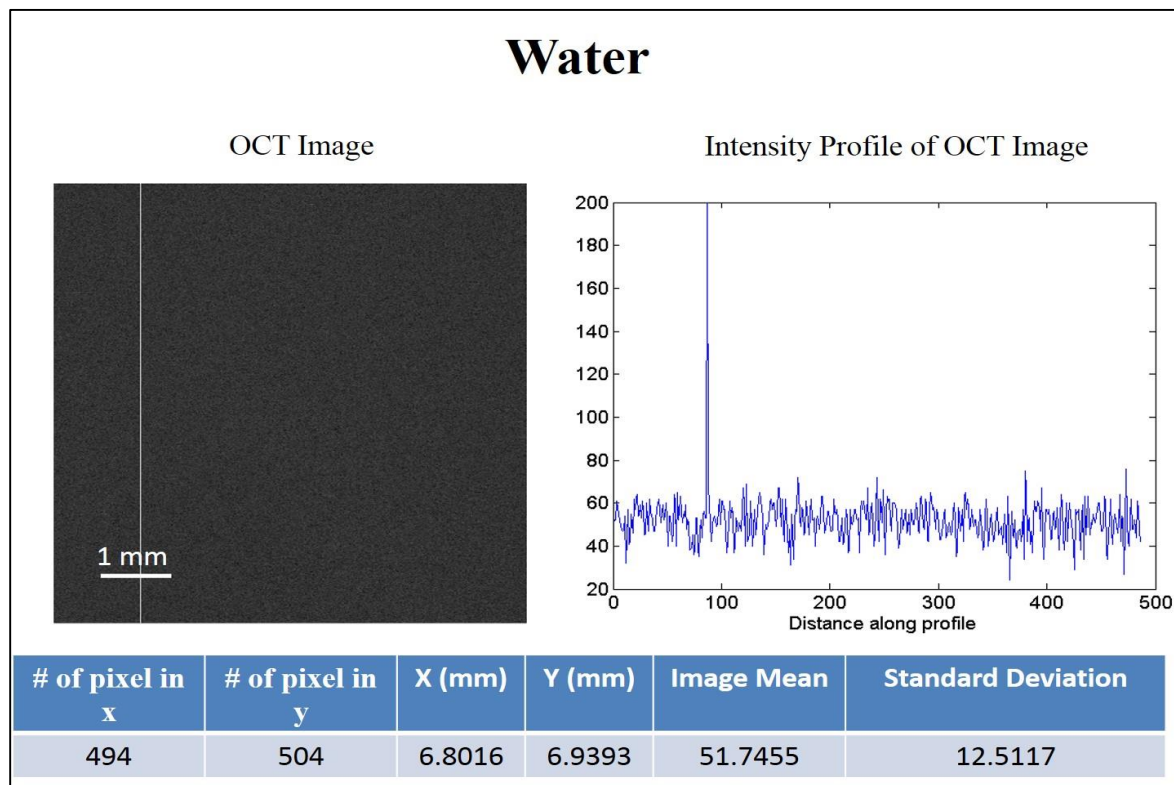 Water
OCT Image
Intensity Profile of OCT Image
1 mm
200
180
160
140
120
100
80
60
40
20
0
100
200
300
400
500
Distance along profile
# of pixel in x # of pixel in y X (mm) Y (mm) Image Mean Standard Deviation
494 504 6.8016 6.9393 51.7455 12.5117